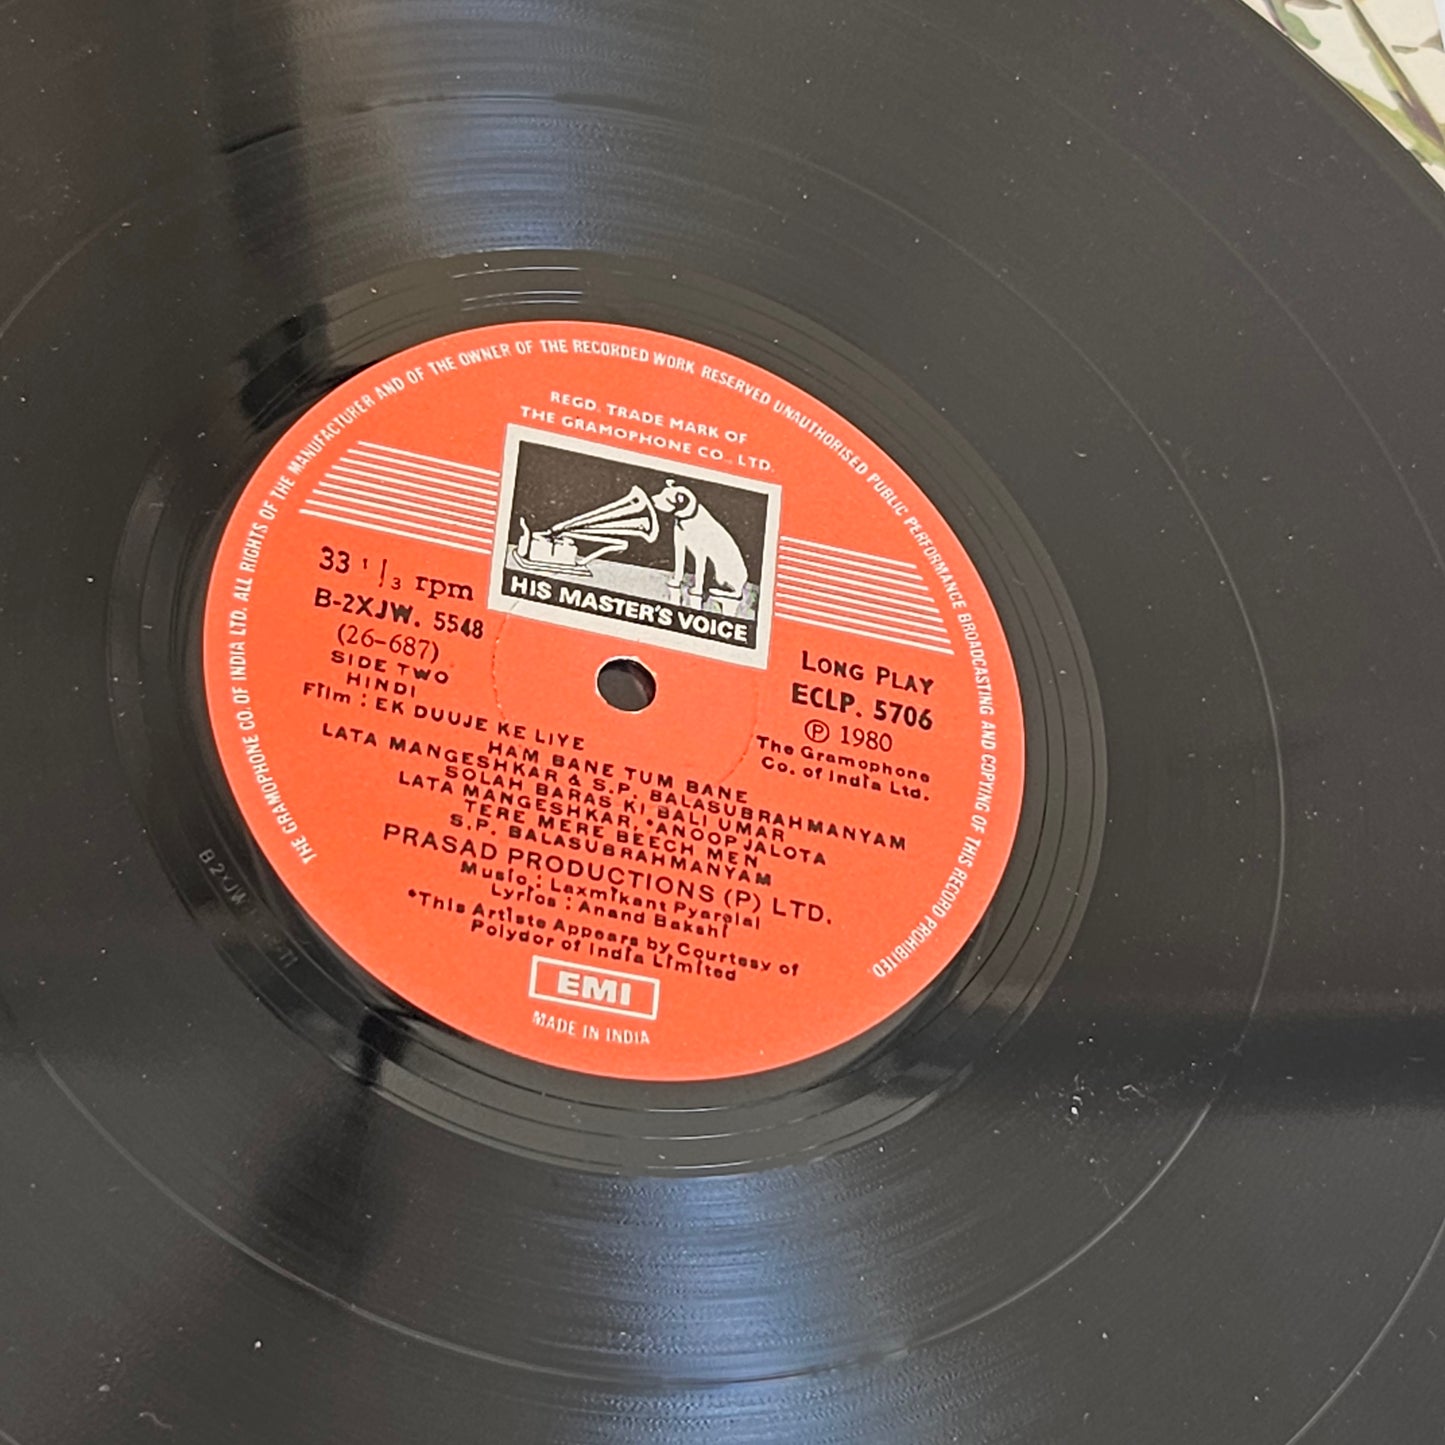 THE GRAMOPHONE CO. OF INDIA LTD. ALL RIGHTS OF THE MANUFACTURER AND OF THE OWNER OF THE RECORDED WORK RESERVED UNAUTHORISED PUBLIC PERFORMANCE BROADCASTING AND COPYING OF THIS RECORD PROHIBITED.
REGD. TRADE MARK OF
THE GRAMOPHONE CO., LTD.
HIS MASTER'S VOICE
33 1/3 rpm
B-2XJW. 5548
(26-687)
SIDE TWO
HINDI
LONG PLAY
ECLP. 5706
℗ 1980
The Gramophone
Co. of India Ltd.
Film : EK DUUJE KE LIYE
HAM BANE TUM BANE
LATA MANGESHKAR & S.P. BALASUBRAHMANYAM
SOLAH BARAS KI BALI UMAR
LATA MANGESHKAR, *ANOOP JALOTA
TERE MERE BEECH MEN
S.P. BALASUBRAHMANYAM
PRASAD PRODUCTIONS (P) LTD.
Music : Laxmikant Pyarelal
Lyrics : Anand Bakshi
*This Artiste Appears by Courtesy of
Polydor of India Limited
EMI
MADE IN INDIA